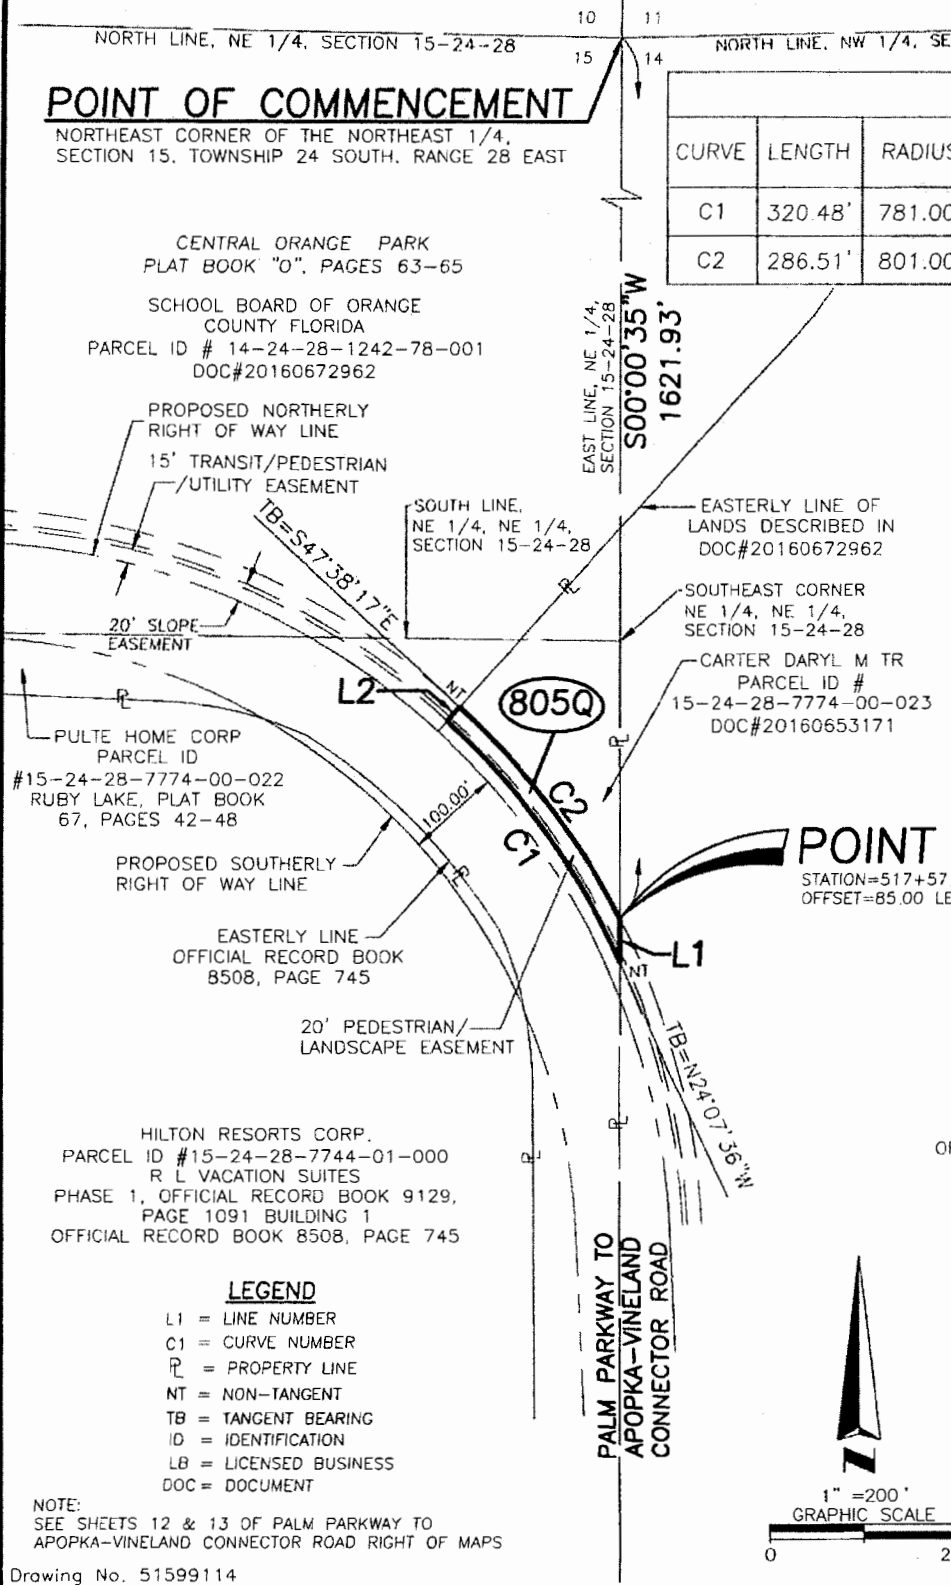 10 11
NORTH LINE, NE 1/4, SECTION 15-24-28
NORTH LINE, NW 1/4,
15 14
POINT OF COMMENCEMENT
NORTHEAST CORNER OF THE NORTHEAST 1/4,
SECTION 15, TOWNSHIP 24 SOUTH, RANGE 28 EAST
CURVE LENGTH RADIUS
C1 320.48' 781.00
C2 286.51' 801.00
CENTRAL ORANGE PARK
PLAT BOOK "O", PAGES 63-65
SCHOOL BOARD OF ORANGE
COUNTY FLORIDA
PARCEL ID # 14-24-28-1242-78-001
DOC#20160672962
EAST LINE, NE 1/4,
SECTION 15-24-28
S00°00'35"W
1621.93'
PROPOSED NORTHERLY
RIGHT OF WAY LINE
15' TRANSIT/PEDESTRIAN
/UTILITY EASEMENT
TB=S47°38'17"E
SOUTH LINE,
NE 1/4, NE 1/4,
SECTION 15-24-28
EASTERLY LINE OF
LANDS DESCRIBED IN
DOC#20160672962
20' SLOPE
EASEMENT
SOUTHEAST CORNER
NE 1/4, NE 1/4,
SECTION 15-24-28
CARTER DARYL M TR
PARCEL ID #
15-24-28-7774-00-023
DOC#20160653171
L2
NT
805Q
PULTE HOME CORP
PARCEL ID
#15-24-28-7774-00-022
RUBY LAKE, PLAT BOOK
67, PAGES 42-48
100.00'
C2
C1
PROPOSED SOUTHERLY
RIGHT OF WAY LINE
POINT
STATION=517+57
OFFSET=85.00
EASTERLY LINE
OFFICIAL RECORD BOOK
8508, PAGE 745
L1
NT
20' PEDESTRIAN/
LANDSCAPE EASEMENT
TB=N24°07'36"W
HILTON RESORTS CORP.
PARCEL ID #15-24-28-7744-01-000
R L VACATION SUITES
PHASE 1, OFFICIAL RECORD BOOK 9129,
PAGE 1091 BUILDING 1
OFFICIAL RECORD BOOK 8508, PAGE 745
PALM PARKWAY TO
APOPKA-VINELAND
CONNECTOR ROAD
LEGEND
L1 = LINE NUMBER
C1 = CURVE NUMBER
PL = PROPERTY LINE
NT = NON-TANGENT
TB = TANGENT BEARING
ID = IDENTIFICATION
LB = LICENSED BUSINESS
DOC = DOCUMENT
NOTE:
SEE SHEETS 12 & 13 OF PALM PARKWAY TO
APOPKA-VINELAND CONNECTOR ROAD RIGHT OF MAPS
N
1" =200'
GRAPHIC SCALE
0
Drawing No. 51599114